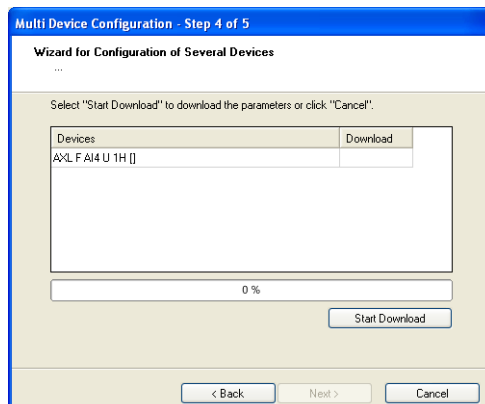 Multi Device Configuration - Step 4 of 5
Wizard for Configuration of Several Devices
...
Select "Start Download" to download the parameters or click "Cancel".
Devices Download
AXL F AI4 U 1H []
0 %
Start Download
< Back Next > Cancel